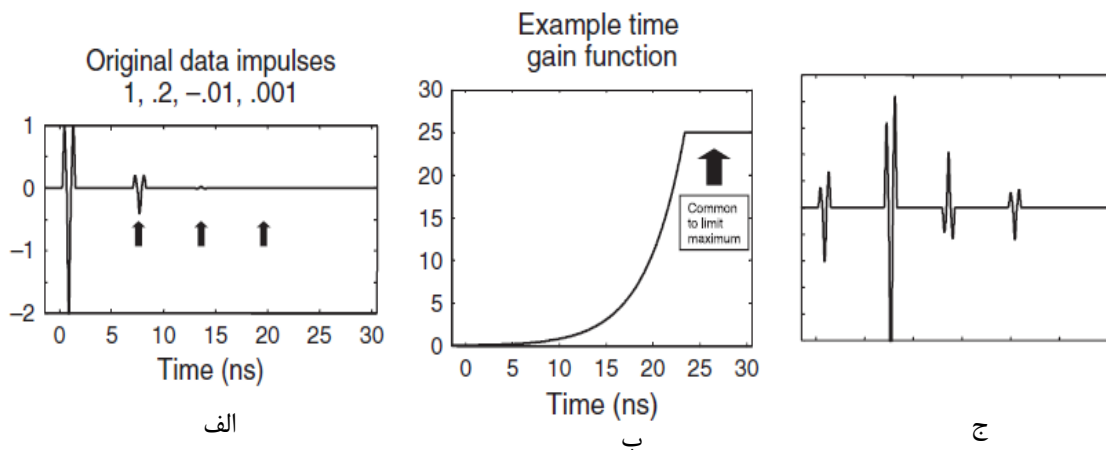 Original data impulses
1, .2, –.01, .001
1
0
–1
–2
0 5 10 15 20 25 30
Time (ns)
الف
Example time
gain function
30
25
20
15
10
5
0
Common
to limit
maximum
0 5 10 15 20 25 30
Time (ns)
ب
ج